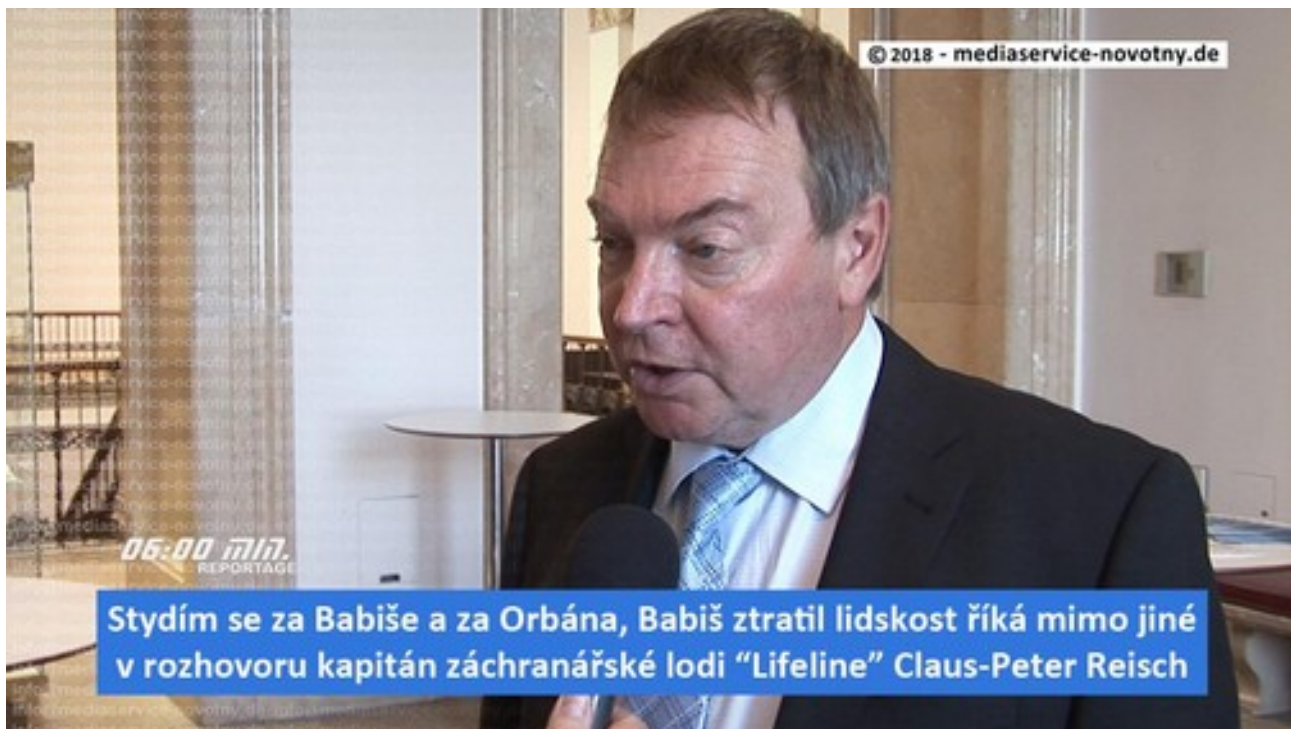 © 2018 - mediaservice-novotny.de
06:00 min.
REPORTAGE
Stydím se za Babiše a za Orbána, Babiš ztratil lidskost říká mimo jiné
v rozhovoru kapitán záchranářské lodi “Lifeline” Claus-Peter Reisch